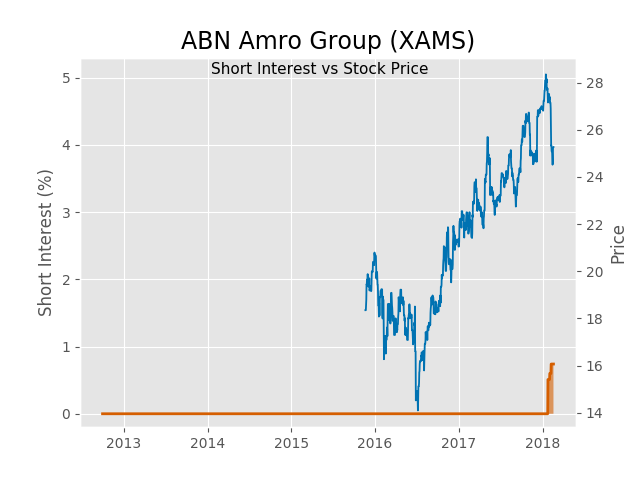 ABN Amro Group (XAMS)
Short Interest vs Stock Price
Short Interest (%)
5
4
3
2
1
0
28
26
24
22
20
18
16
14
Price
2013 2014 2015 2016 2017 2018